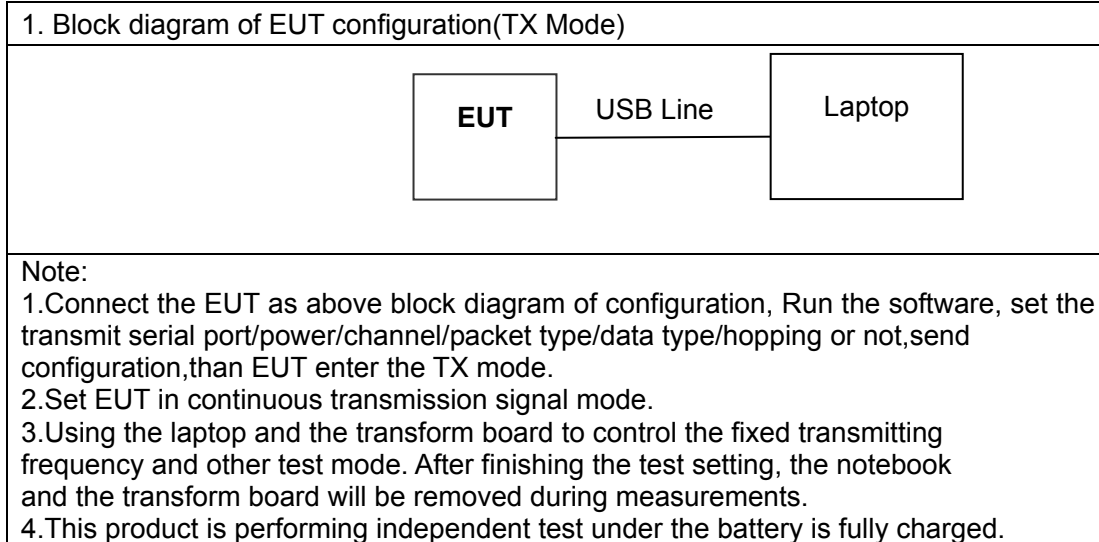 1. Block diagram of EUT configuration(TX Mode)
EUT
USB Line
Laptop
Note:
1.Connect the EUT as above block diagram of configuration, Run the software, set the
transmit serial port/power/channel/packet type/data type/hopping or not,send
configuration,than EUT enter the TX mode.
2.Set EUT in continuous transmission signal mode.
3.Using the laptop and the transform board to control the fixed transmitting
frequency and other test mode. After finishing the test setting, the notebook
and the transform board will be removed during measurements.
4.This product is performing independent test under the battery is fully charged.